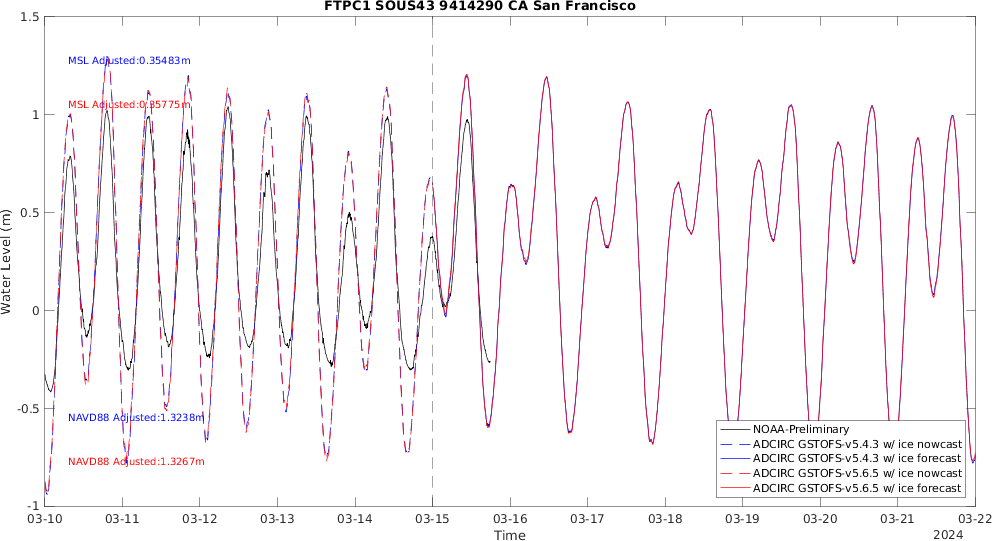 FTPC1 SOUS43 9414290 CA San Francisco
1.5
MSL Adjusted:0.35483m
MSL Adjusted:0.35775m
1
0.5
Water Level (m)
0
-0.5
NAVD88 Adjusted:1.3238m
NAVD88 Adjusted:1.3267m
-1
NOAA-Preliminary
ADCIRC GSTOFS-v5.4.3 w/ ice nowcast
ADCIRC GSTOFS-v5.4.3 w/ ice forecast
ADCIRC GSTOFS-v5.6.5 w/ ice nowcast
ADCIRC GSTOFS-v5.6.5 w/ ice forecast
03-10 03-11 03-12 03-13 03-14 03-15 03-16 03-17 03-18 03-19 03-20 03-21 03-22
Time
2024